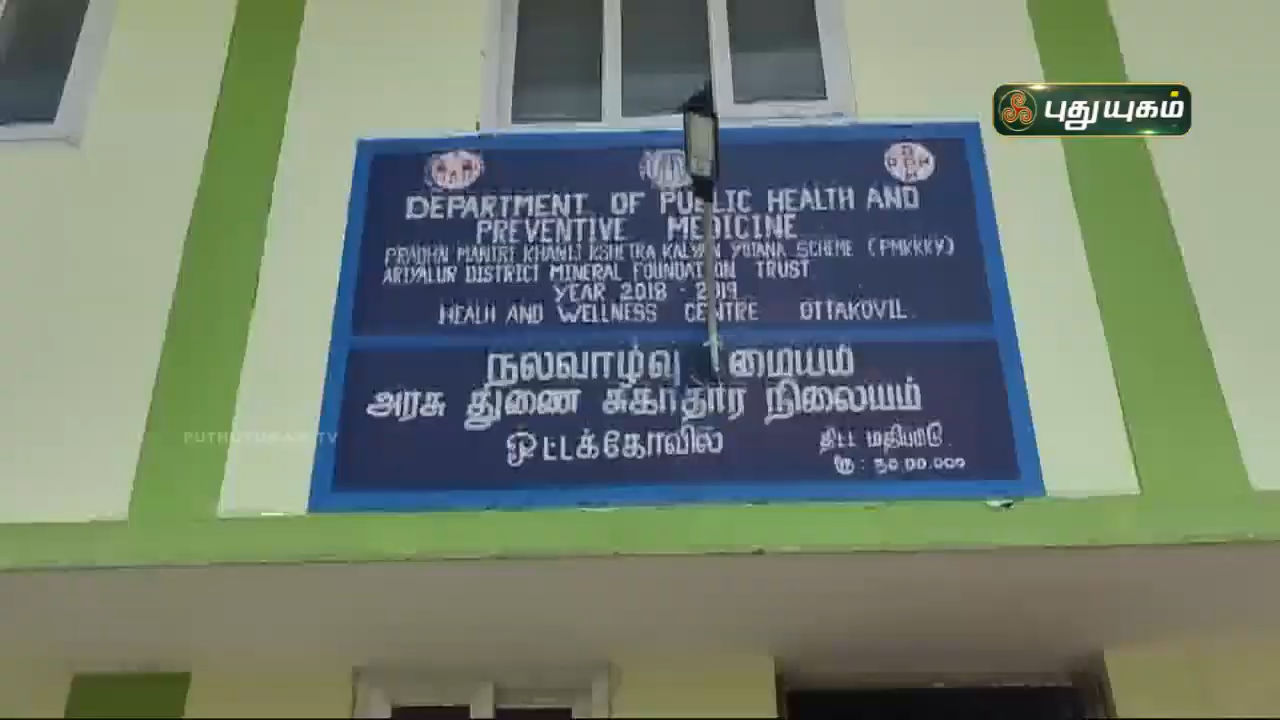 புதுயுகம்
DEPARTMENT OF PUBLIC HEALTH AND
PREVENTIVE MEDICINE
PRADHN MANTRI KHANIJ KSHETRA KALYAN YOJANA SCHEME (PMKKKY)
ARIYALUR DISTRICT MINERAL FOUNDATION TRUST
YEAR 2018 - 2019
HEALH AND WELLNESS CENTRE OTTAKOVIL.
நலவாழ்வு மையம்
அரசு துணை சுகாதார நிலையம்
ஒட்டக்கோவில்
திட்ட மதிப்பீடு.
ரூ : 50,00,000
PUTHUYUGAM TV